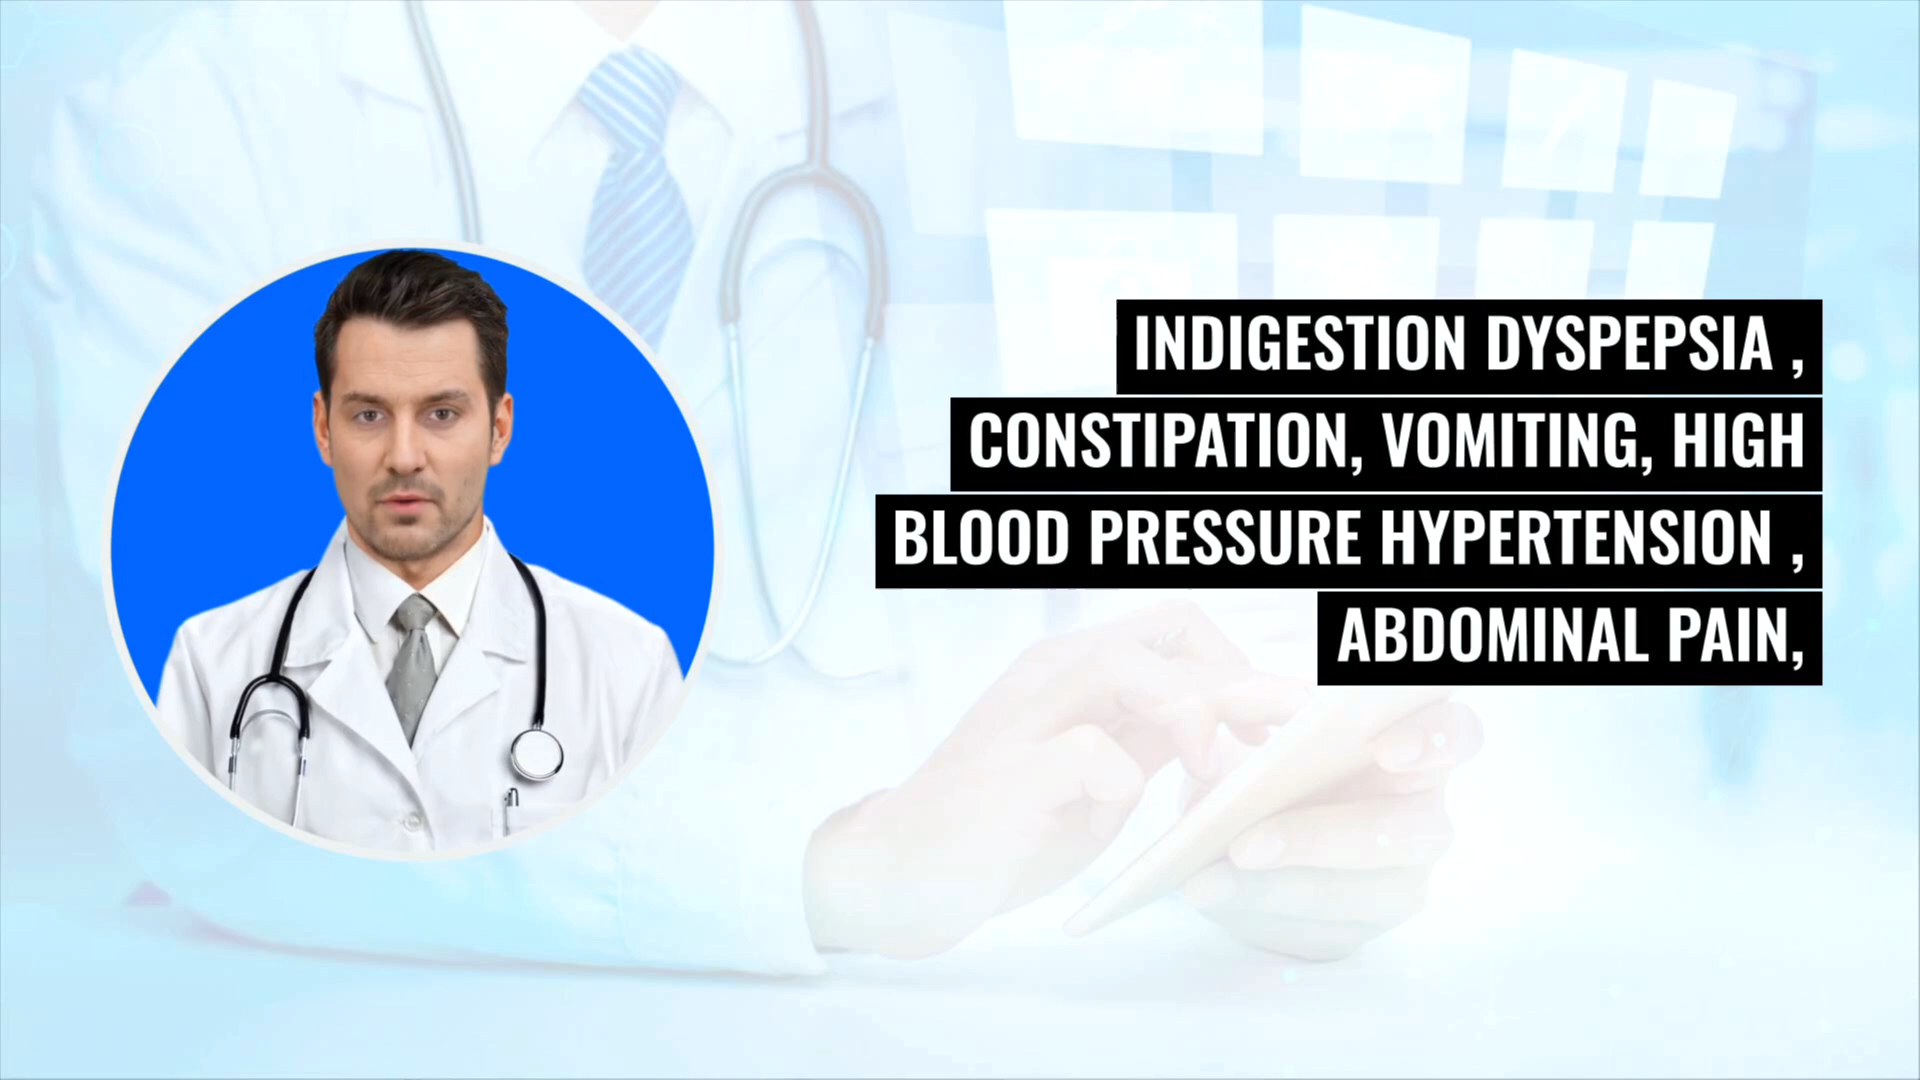 INDIGESTION DYSPEPSIA ,
CONSTIPATION, VOMITING, HIGH
BLOOD PRESSURE HYPERTENSION ,
ABDOMINAL PAIN,